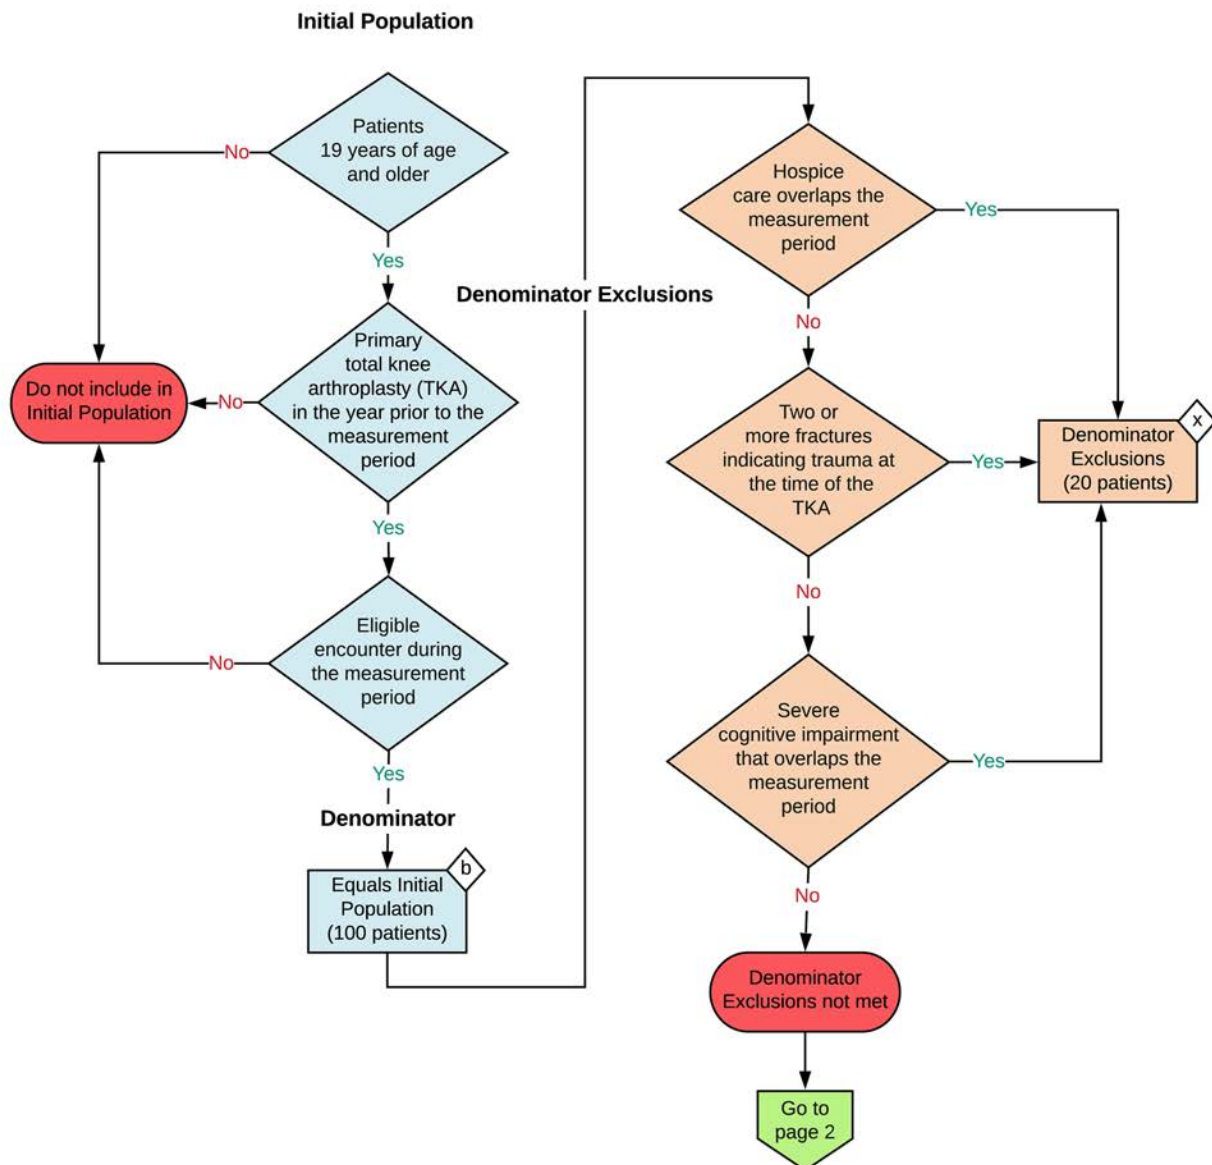 Initial Population
Patients
19 years of age
and older
No
Yes
Primary
total knee
arthroplasty (TKA)
in the year prior to the
measurement
period
No
Do not include in
Initial Population
Yes
Eligible
encounter during
the measurement
period
No
Yes
Denominator
b
Equals Initial
Population
(100 patients)
Denominator Exclusions
Hospice
care overlaps the
measurement
period
Yes
No
Two or
more fractures
indicating trauma at
the time of the
TKA
Yes
x
Denominator
Exclusions
(20 patients)
No
Severe
cognitive impairment
that overlaps the
measurement
period
Yes
No
Denominator
Exclusions not met
Go to
page 2